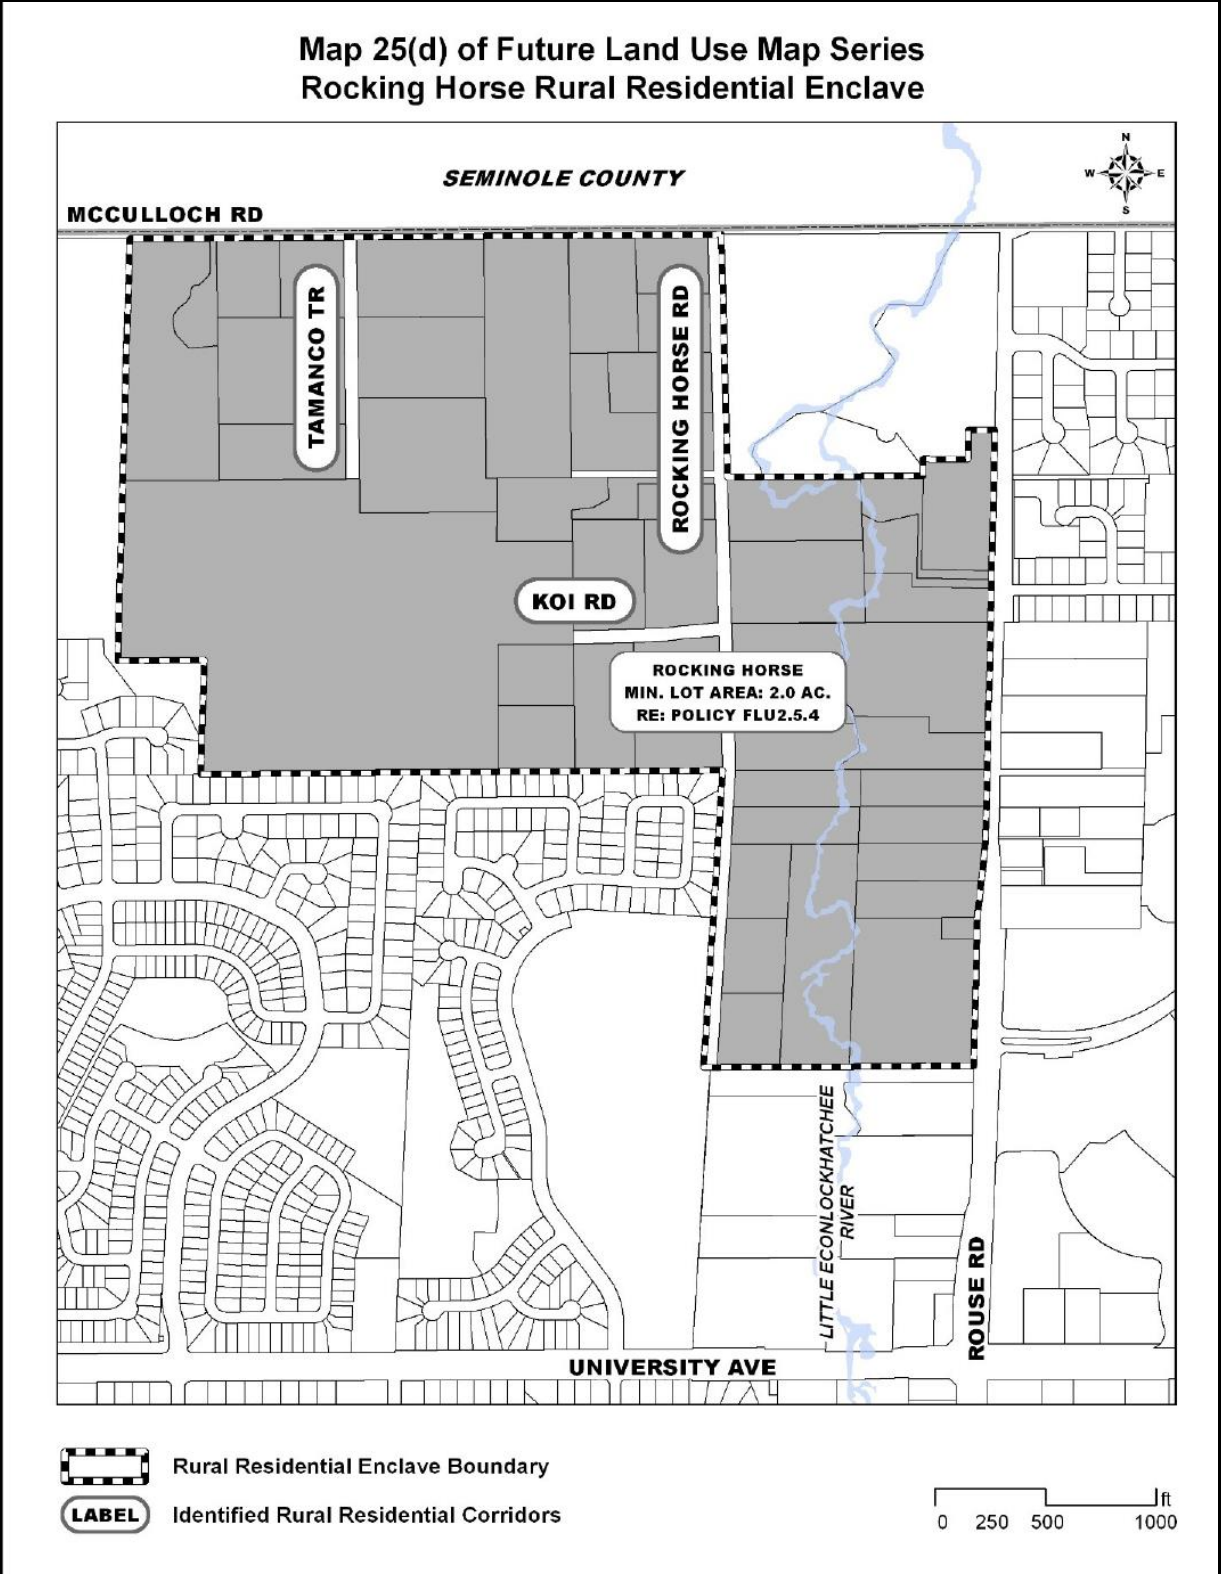 Map 25(d) of Future Land Use Map Series
Rocking Horse Rural Residential Enclave
N
W E
S
SEMINOLE COUNTY
MCCULLOCH RD
TAMANCO TR
ROCKING HORSE RD
KOI RD
ROCKING HORSE
MIN. LOT AREA: 2.0 AC.
RE: POLICY FLU2.5.4
LITTLE ECONLOCKHATCHEE
RIVER
ROUSE RD
UNIVERSITY AVE
Rural Residential Enclave Boundary
LABEL Identified Rural Residential Corridors
ft
0 250 500 1000